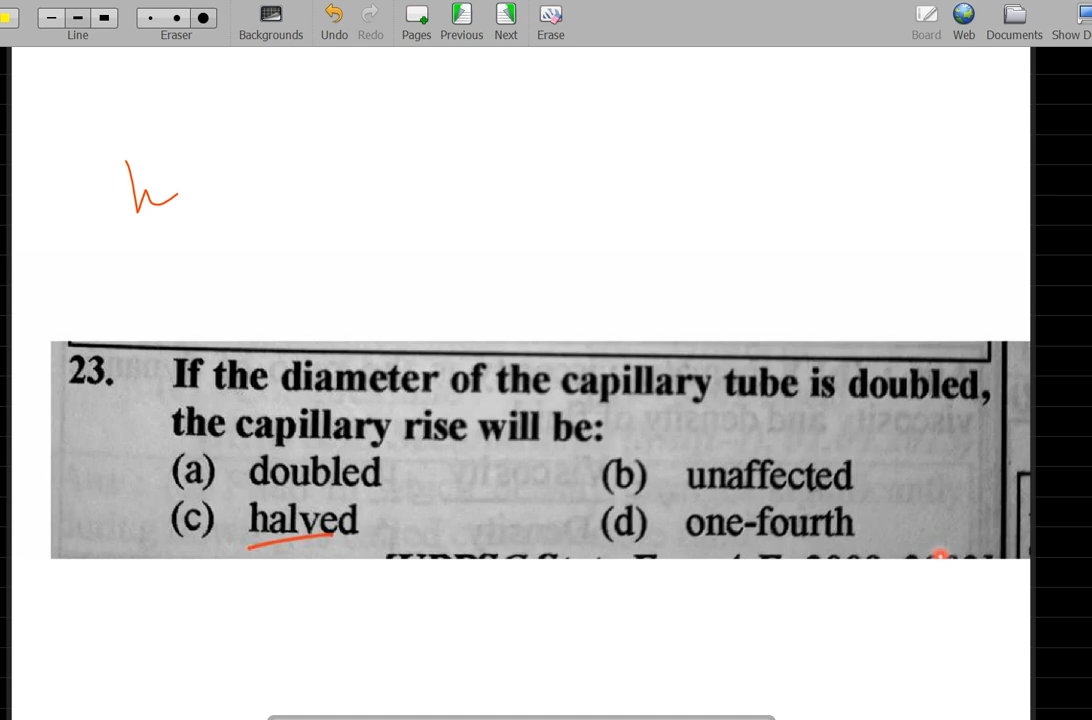 Line
Eraser
Backgrounds
Undo
Redo
Pages
Previous
Next
Erase
Board
Web
Documents
Show D
h
23. If the diameter of the capillary tube is doubled,
the capillary rise will be:
(a) doubled (b) unaffected
(c) halved (d) one-fourth